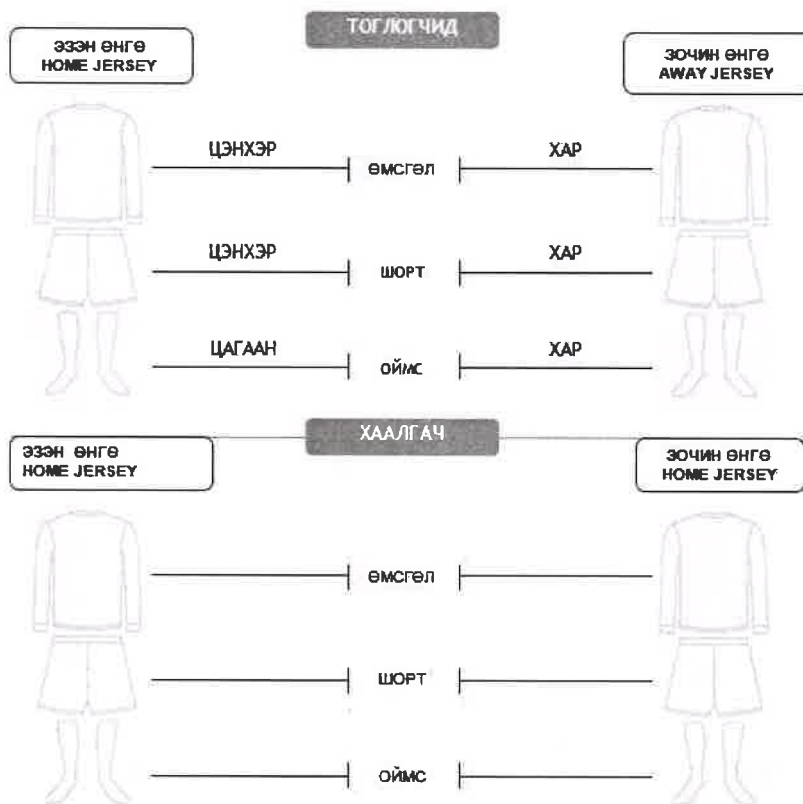 ТОГЛОГЧИД
ЭЗЭН ӨНГӨ
HOME JERSEY
ЗОЧИН ӨНГӨ
AWAY JERSEY
ЦЭНХЭР ӨМСГӨЛ ХАР
ЦЭНХЭР ШОРТ ХАР
ЦАГААН ОЙМС ХАР
ХААЛГАЧ
ЭЗЭН ӨНГӨ
HOME JERSEY
ЗОЧИН ӨНГӨ
HOME JERSEY
ӨМСГӨЛ
ШОРТ
ОЙМС